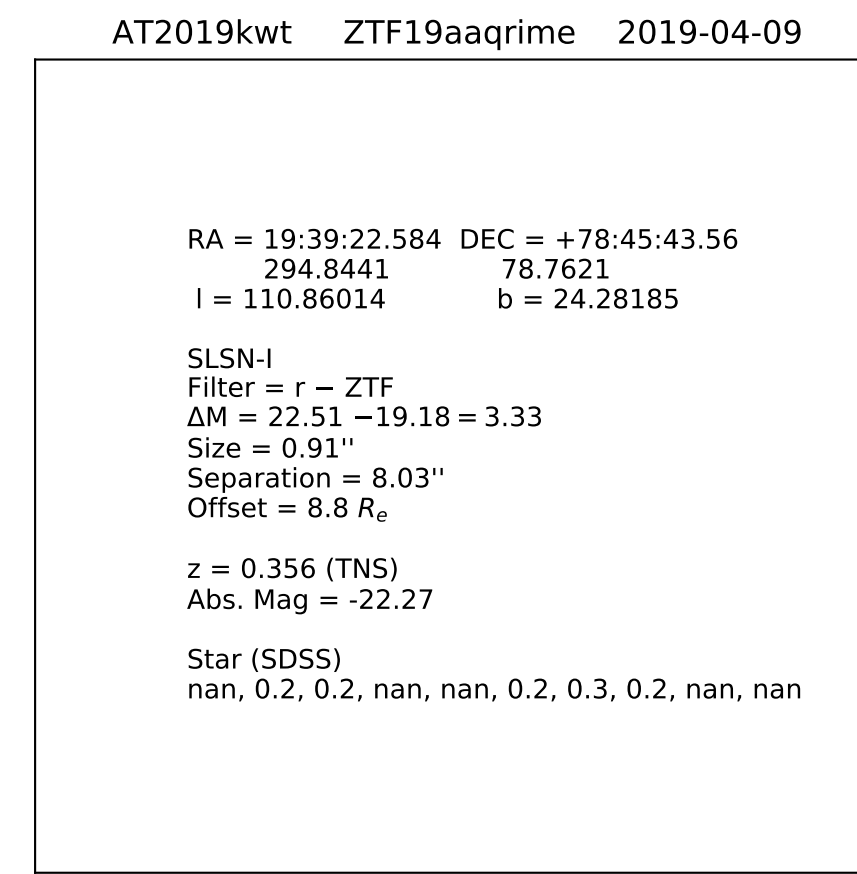 AT2019kwt ZTF19aaqrime 2019-04-09
RA = 19:39:22.584 DEC = +78:45:43.56
294.8441 78.7621
l = 110.86014 b = 24.28185
SLSN-I
Filter = r − ZTF
ΔM = 22.51 −19.18 = 3.33
Size = 0.91''
Separation = 8.03''
Offset = 8.8 Rₑ
z = 0.356 (TNS)
Abs. Mag = -22.27
Star (SDSS)
nan, 0.2, 0.2, nan, nan, 0.2, 0.3, 0.2, nan, nan